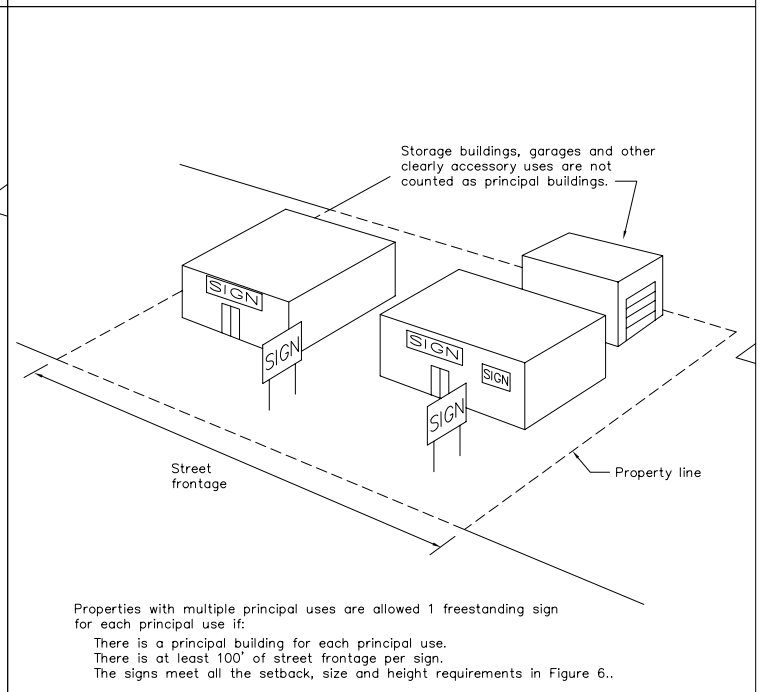 Storage buildings, garages and other
clearly accessory uses are not
counted as principal buildings.
SIGN
SIGN
SIGN
SIGN
SIGN
Street
frontage
Property line
Properties with multiple principal uses are allowed 1 freestanding sign
for each principal use if:
There is a principal building for each principal use.
There is at least 100' of street frontage per sign.
The signs meet all the setback, size and height requirements in Figure 6..